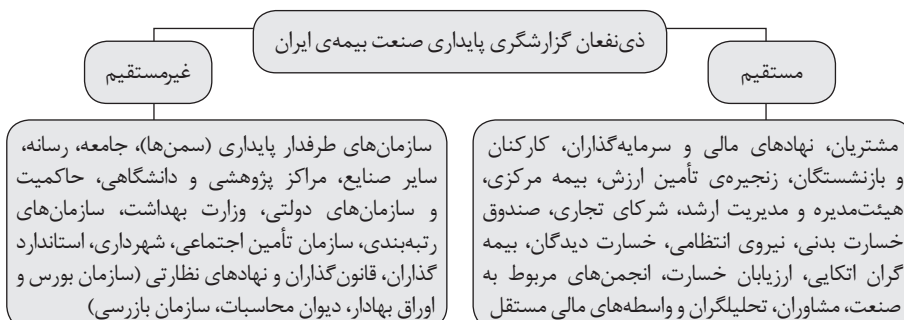 ذی‌نفعان گزارشگری پایداری صنعت بیمه‌ی ایران
مستقیم
غیرمستقیم
مشتریان، نهادهای مالی و سرمایه‌گذاران، کارکنان
و بازنشستگان، زنجیره‌ی تأمین ارزش، بیمه مرکزی،
هیئت‌مدیره و مدیریت ارشد، شرکای تجاری، صندوق
خسارت بدنی، نیروی انتظامی، خسارت دیدگان، بیمه
گران اتکایی، ارزیابان خسارت، انجمن‌های مربوط به
صنعت، مشاوران، تحلیلگران و واسطه‌های مالی مستقل
سازمان‌های طرفدار پایداری (سمن‌ها)، جامعه، رسانه،
سایر صنایع، مراکز پژوهشی و دانشگاهی، حاکمیت
و سازمان‌های دولتی، وزارت بهداشت، سازمان‌های
رتبه‌بندی، سازمان تأمین اجتماعی، شهرداری، استاندارد
گذاران، قانون‌گذاران و نهادهای نظارتی (سازمان بورس و
اوراق بهادار، دیوان محاسبات، سازمان بازرسی)